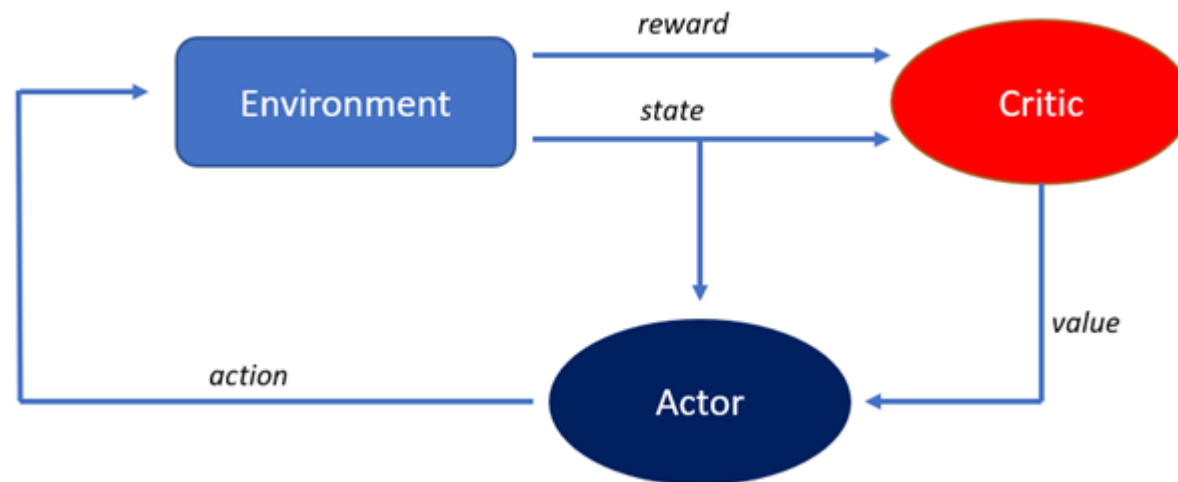 reward
Environment
Critic
state
value
action
Actor